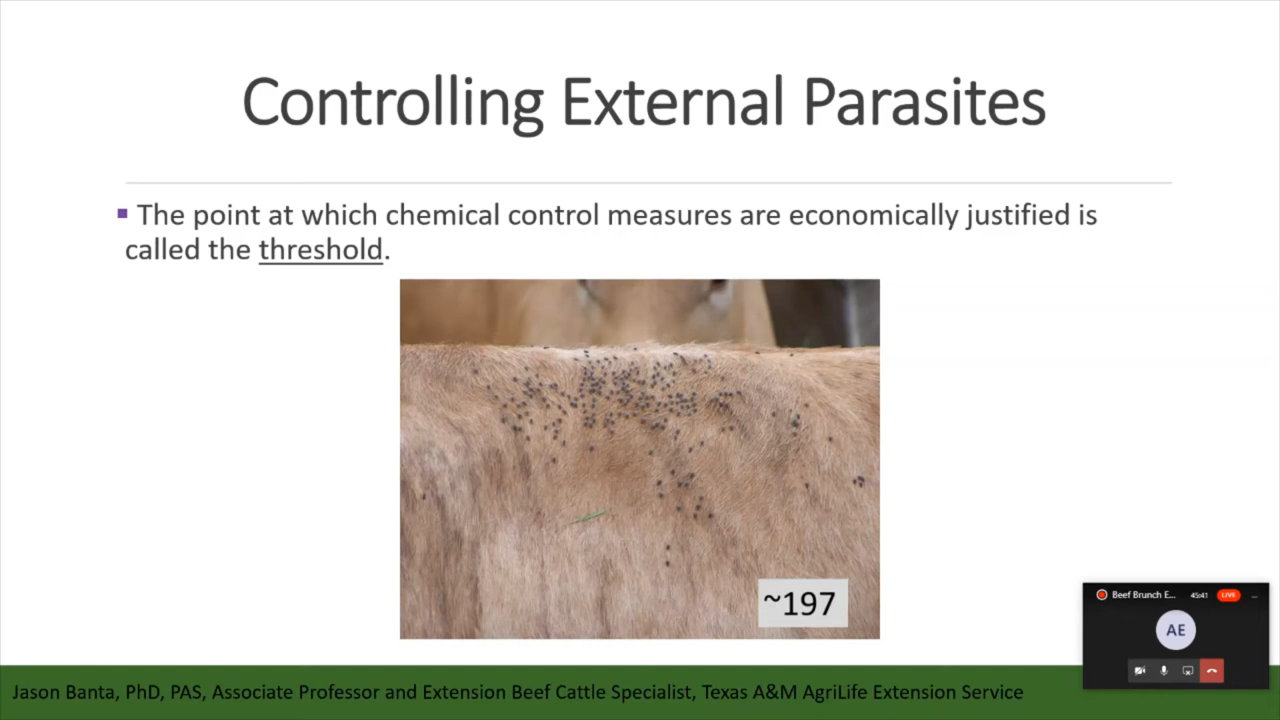 Controlling External Parasites
The point at which chemical control measures are economically justified is
called the threshold.
~197
Beef Brunch E... 45:41 LIVE ...
AE
Jason Banta, PhD, PAS, Associate Professor and Extension Beef Cattle Specialist, Texas A&M AgriLife Extension Service